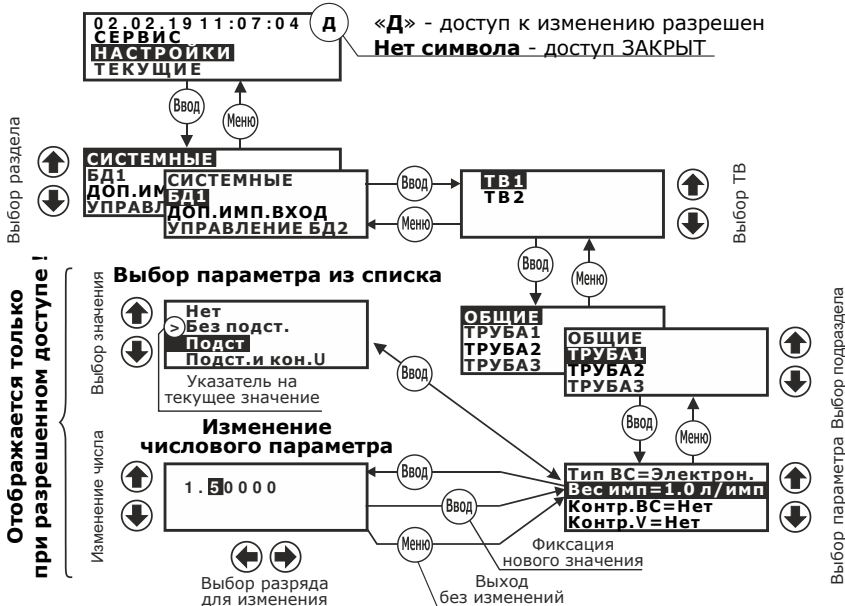 02.02.19 11:07:04
Д
СЕРВИС
НАСТРОЙКИ
ТЕКУЩИЕ
«Д» - доступ к изменению разрешен
Нет символа - доступ ЗАКРЫТ
Ввод
Меню
Выбор раздела
СИСТЕМНЫЕ
БД1
ДОП.ИМ
УПРАВЛ
СИСТЕМНЫЕ
БД1
ДОП.ИМП.ВХОД
УПРАВЛЕНИЕ БД2
Ввод
Меню
ТВ1
ТВ2
Выбор ТВ
Ввод
Меню
Отображается только
при разрешенном доступе !
Выбор параметра из списка
Выбор значения
Нет
> Без подст.
Подст
Подст.и кон.U
Указатель на
текущее значение
Ввод
ОБЩИЕ
ТРУБА1
ТРУБА2
ТРУБА3
ОБЩИЕ
ТРУБА1
ТРУБА2
ТРУБА3
Выбор подраздела
Ввод
Меню
Изменение
числового параметра
Изменение числа
1.50000
Ввод
Ввод
Меню
Тип ВС=Электрон.
Вес имп=1.0 л/имп
Контр.ВС=Нет
Контр.V=Нет
Выбор параметра
Фиксация
нового значения
Выход
без изменений
Выбор разряда
для изменения